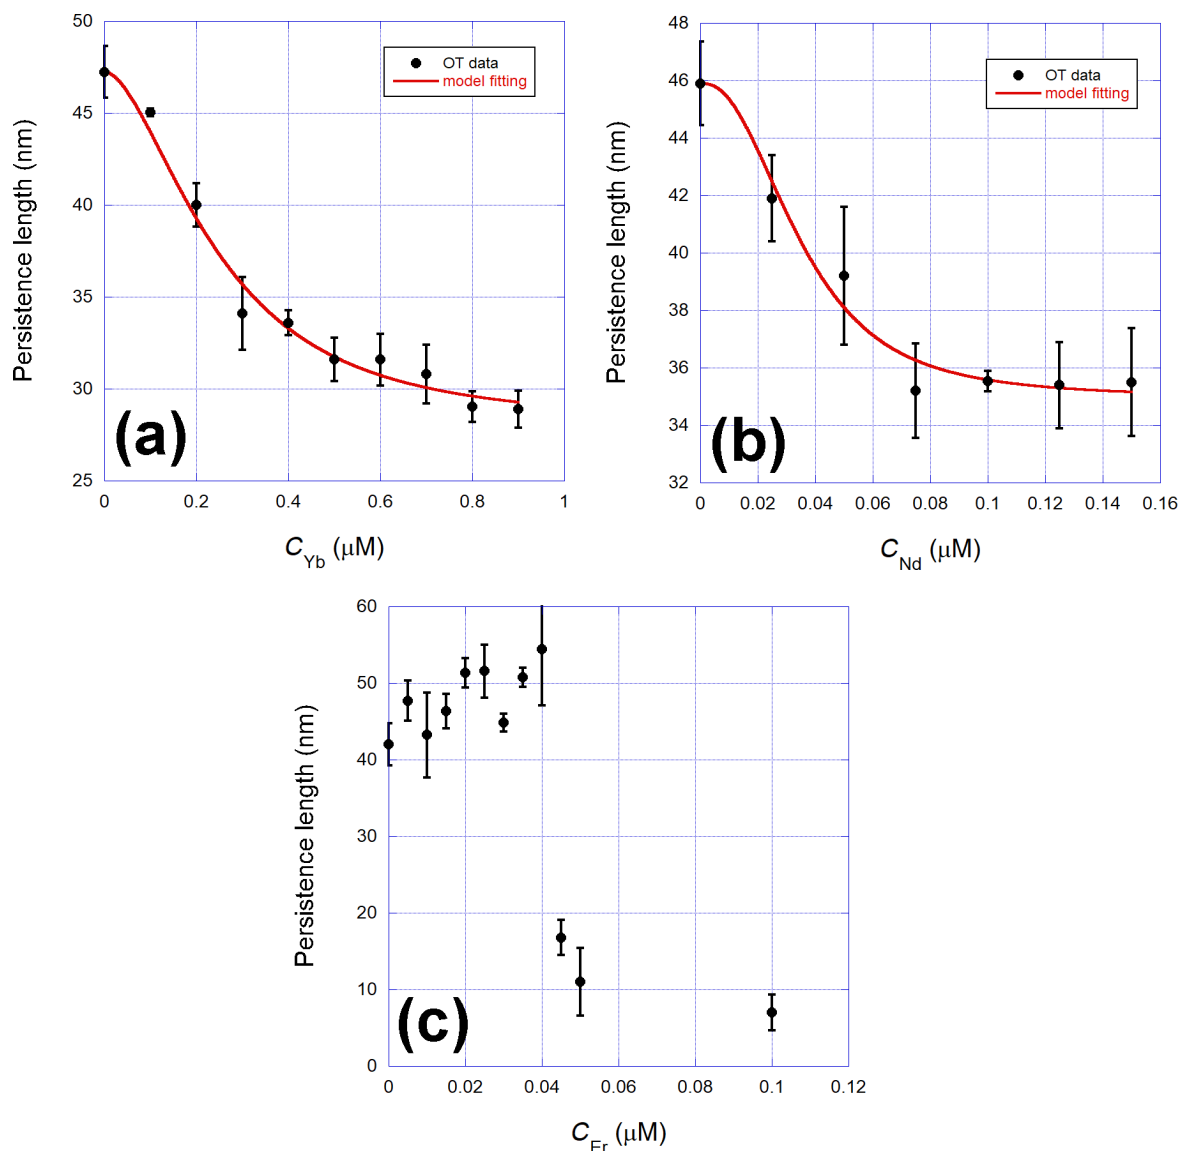 50
45
40
35
30
25
Persistence length (nm)
OT data
model fitting
(a)
0 0.2 0.4 0.6 0.8 1
C_Yb (μM)
48
46
44
42
40
38
36
34
32
Persistence length (nm)
OT data
model fitting
(b)
0 0.02 0.04 0.06 0.08 0.1 0.12 0.14 0.16
C_Nd (μM)
60
50
40
30
20
10
0
Persistence length (nm)
(c)
0 0.02 0.04 0.06 0.08 0.1 0.12
C_Er (μM)